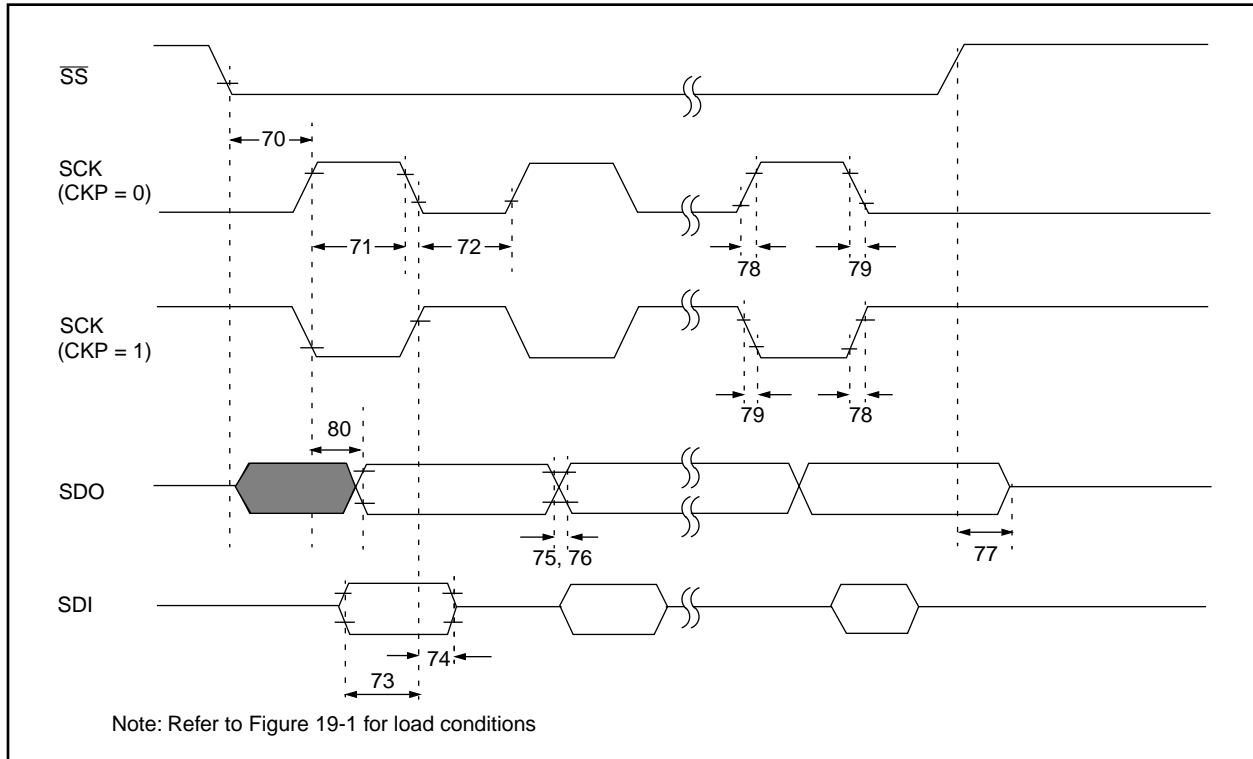 SS
70
SCK
(CKP = 0)
71
72
78
79
SCK
(CKP = 1)
79
78
80
SDO
75, 76
77
SDI
74
73
Note: Refer to Figure 19-1 for load conditions